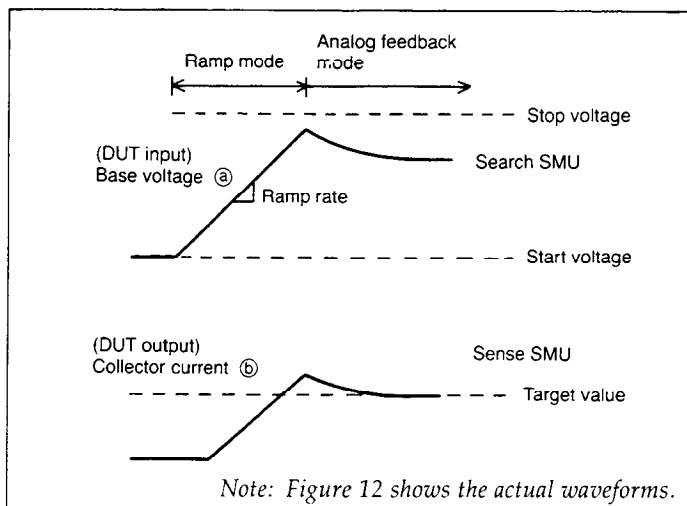 Analog feedback
Ramp mode mode
Stop voltage
(DUT input)
Base voltage ⓐ
Search SMU
Ramp rate
Start voltage
(DUT output)
Collector current ⓑ
Sense SMU
Target value
Note: Figure 12 shows the actual waveforms.